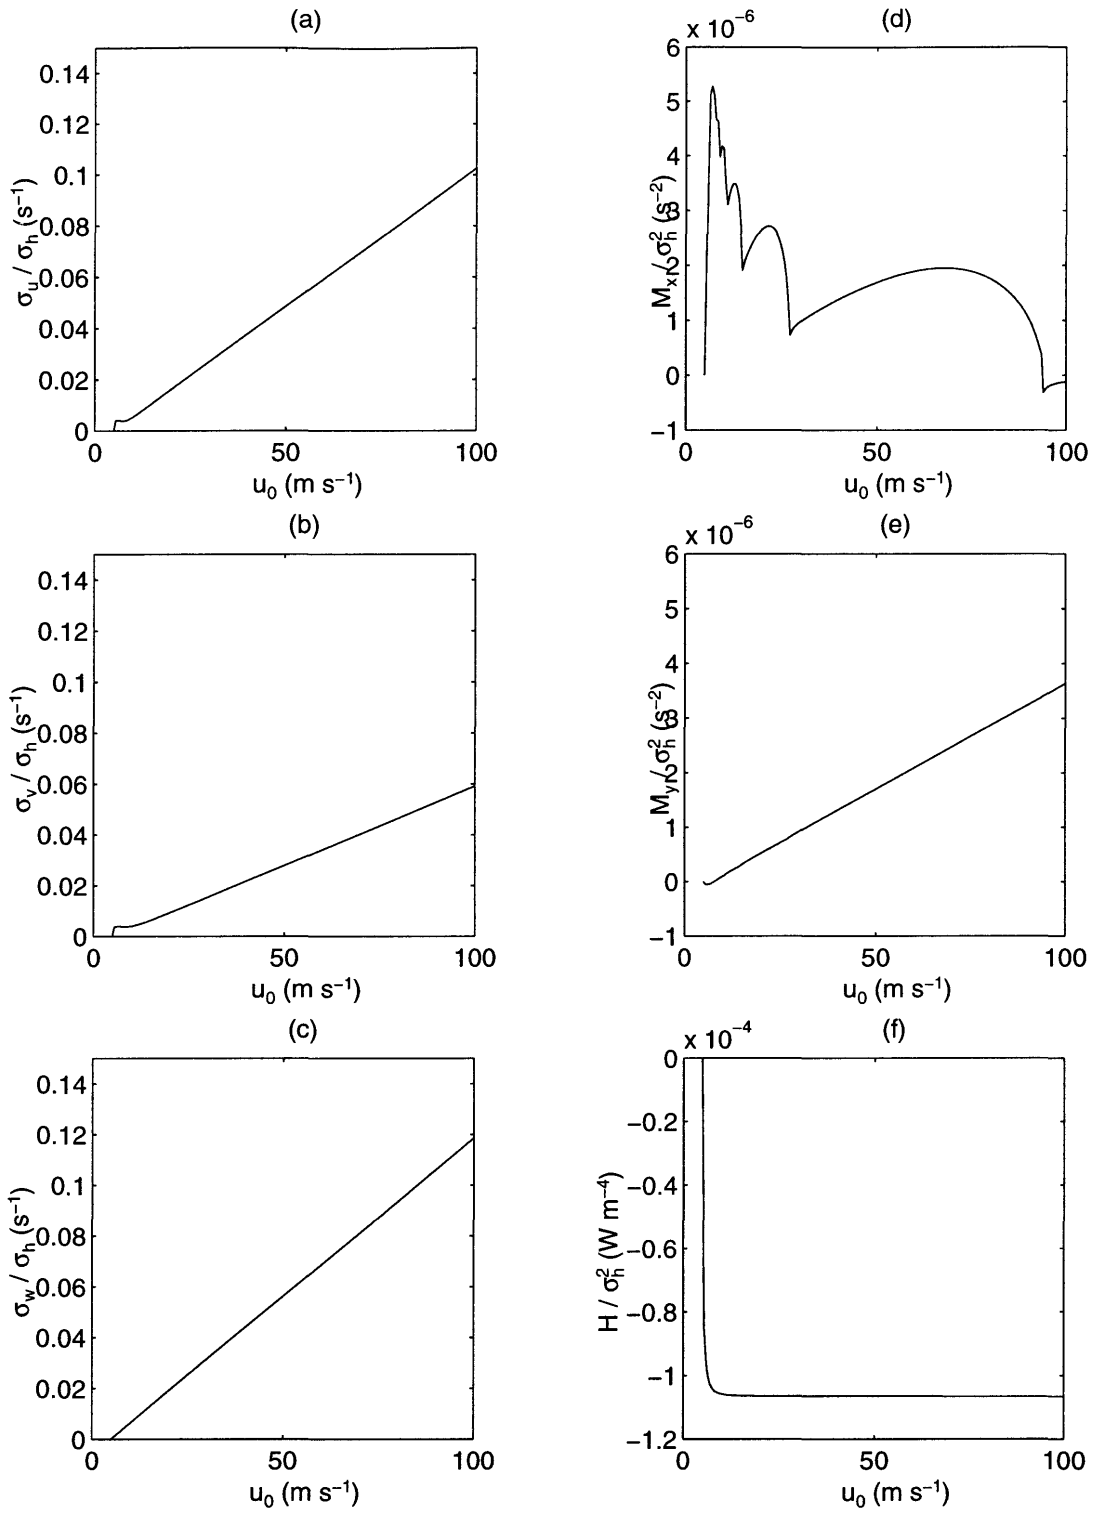 (a)
0.14
0.12
0.1
0.08
0.06
0.04
0.02
0
0 50 100
σu / σh (s−1)
u0 (m s−1)
(d)
x 10−6
6
5
4
3
2
1
0
−1
0 50 100
Mxr / σh2 (s−2)
u0 (m s−1)
(b)
0.14
0.12
0.1
0.08
0.06
0.04
0.02
0
0 50 100
σv / σh (s−1)
u0 (m s−1)
(e)
x 10−6
6
5
4
3
2
1
0
−1
0 50 100
Myr / σh2 (s−2)
u0 (m s−1)
(c)
0.14
0.12
0.1
0.08
0.06
0.04
0.02
0
0 50 100
σw / σh (s−1)
u0 (m s−1)
(f)
x 10−4
0
−0.2
−0.4
−0.6
−0.8
−1
−1.2
0 50 100
H / σh2 (W m−4)
u0 (m s−1)